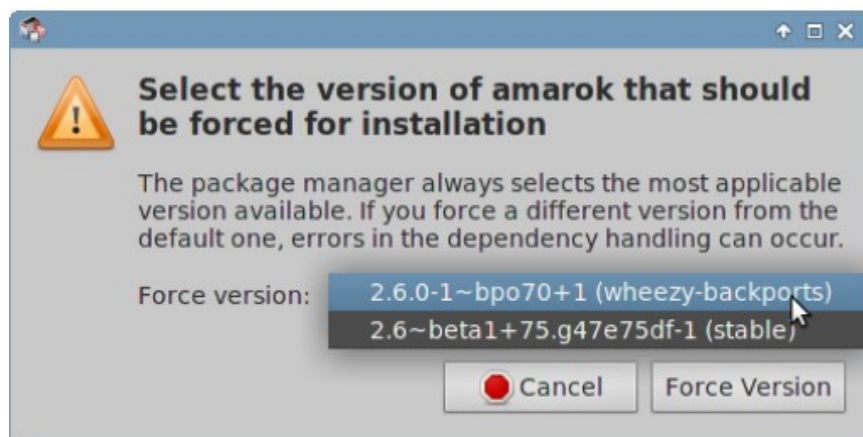 Select the version of amarok that should
be forced for installation
The package manager always selects the most applicable
version available. If you force a different version from the
default one, errors in the dependency handling can occur.
Force version:
2.6.0-1~bpo70+1 (wheezy-backports)
2.6~beta1+75.g47e75df-1 (stable)
Cancel
Force Version